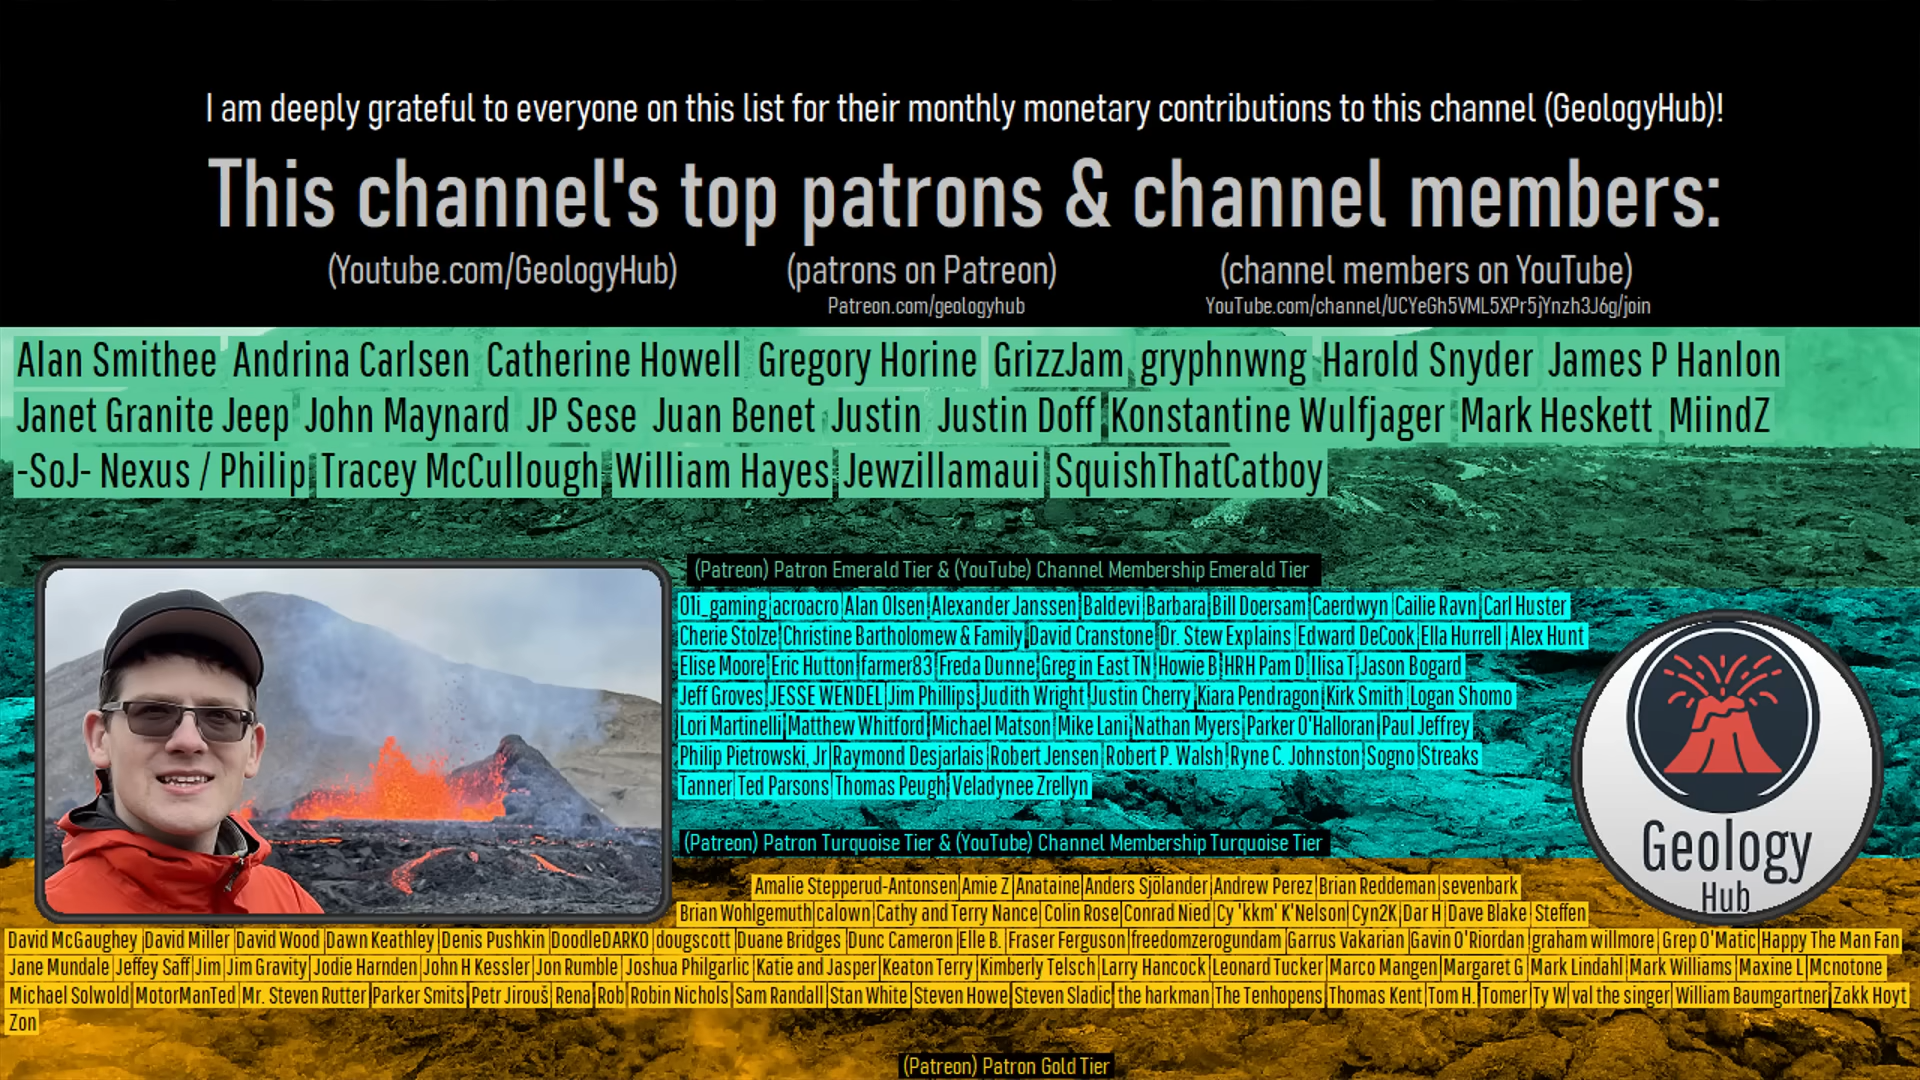 I am deeply grateful to everyone on this list for their monthly monetary contributions to this channel (GeologyHub)!
This channel's top patrons & channel members:
(Youtube.com/GeologyHub) (patrons on Patreon) (channel members on YouTube)
Patreon.com/geologyhub YouTube.com/channel/UCYeGh5VML5XPr5jYnzh3J6g/join
Alan Smithee Andrina Carlsen Catherine Howell Gregory Horine GrizzJam gryphnwng Harold Snyder James P Hanlon
Janet Granite Jeep John Maynard JP Sese Juan Benet Justin Justin Doff Konstantine Wulfjager Mark Heskett MiindZ
-SoJ- Nexus / Philip Tracey McCullough William Hayes Jewzillamaui SquishThatCatboy
(Patreon) Patron Emerald Tier & (YouTube) Channel Membership Emerald Tier
01i_gaming acroacro Alan Olsen Alexander Janssen Baldevi Barbara Bill Doersam Caerdwyn Cailie Ravn Carl Huster
Cherie Stolze Christine Bartholomew & Family David Cranstone Dr. Stew Explains Edward DeCook Ella Hurrell Alex Hunt
Elise Moore Eric Hutton farmer83 Freda Dunne Greg in East TN Howie B HRH Pam D Ilisa T Jason Bogard
Jeff Groves JESSE WENDEL Jim Phillips Judith Wright Justin Cherry Kiara Pendragon Kirk Smith Logan Shomo
Lori Martinelli Matthew Whitford Michael Matson Mike Lani Nathan Myers Parker O'Halloran Paul Jeffrey
Philip Pietrowski, Jr Raymond Desjarlais Robert Jensen Robert P. Walsh Ryne C. Johnston Sogno Streaks
Tanner Ted Parsons Thomas Peugh Veladynee Zrellyn
(Patreon) Patron Turquoise Tier & (YouTube) Channel Membership Turquoise Tier
Geology
Hub
Amalie Stepperud-Antonsen Amie Z Anataine Anders Sjölander Andrew Perez Brian Reddeman sevenbark
Brian Wohlgemuth calown Cathy and Terry Nance Colin Rose Conrad Nied Cy 'kkm' K'Nelson Cyn2K Dar H Dave Blake Steffen
David McGaughey David Miller David Wood Dawn Keathley Denis Pushkin DoodleDARKO dougscott Duane Bridges Dunc Cameron Elle B. Fraser Ferguson freedomzerogundam Garrus Vakarian Gavin O'Riordan graham willmore Grep O'Matic Happy The Man Fan
Jane Mundale Jeffey Saff Jim Jim Gravity Jodie Harnden John H Kessler Jon Rumble Joshua Philgarlic Katie and Jasper Keaton Terry Kimberly Telsch Larry Hancock Leonard Tucker Marco Mangen Margaret G Mark Lindahl Mark Williams Maxine L Mcnotone
Michael Solwold MotorManTed Mr. Steven Rutter Parker Smits Petr Jirouš Rena Rob Robin Nichols Sam Randall Stan White Steven Howe Steven Sladic the harkman The Tenhopens Thomas Kent Tom H. Tomer Ty W val the singer William Baumgartner Zakk Hoyt
Zon
(Patreon) Patron Gold Tier